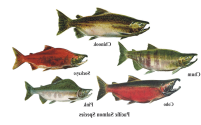 Chinook
Sockeye
Chum
Pink
Coho
Pacific Salmon Species